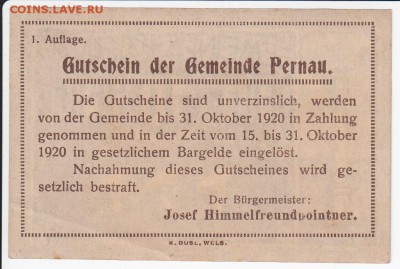 COINS.LAVE.RU
1. Auflage.
Gutschein der Gemeinde Pernau.
Die Gutscheine sind unverzinslich, werden
von der Gemeinde bis 31. Oktober 1920 in Zahlung
genommen und in der Zeit vom 15. bis 31. Oktober
1920 in gesetzlichem Bargelde eingelöst.
Nachahmung dieses Gutscheines wird ge-
setzlich bestraft.
Der Bürgermeister:
Josef Himmelfreundpointner.
K. DUSL, WELS.